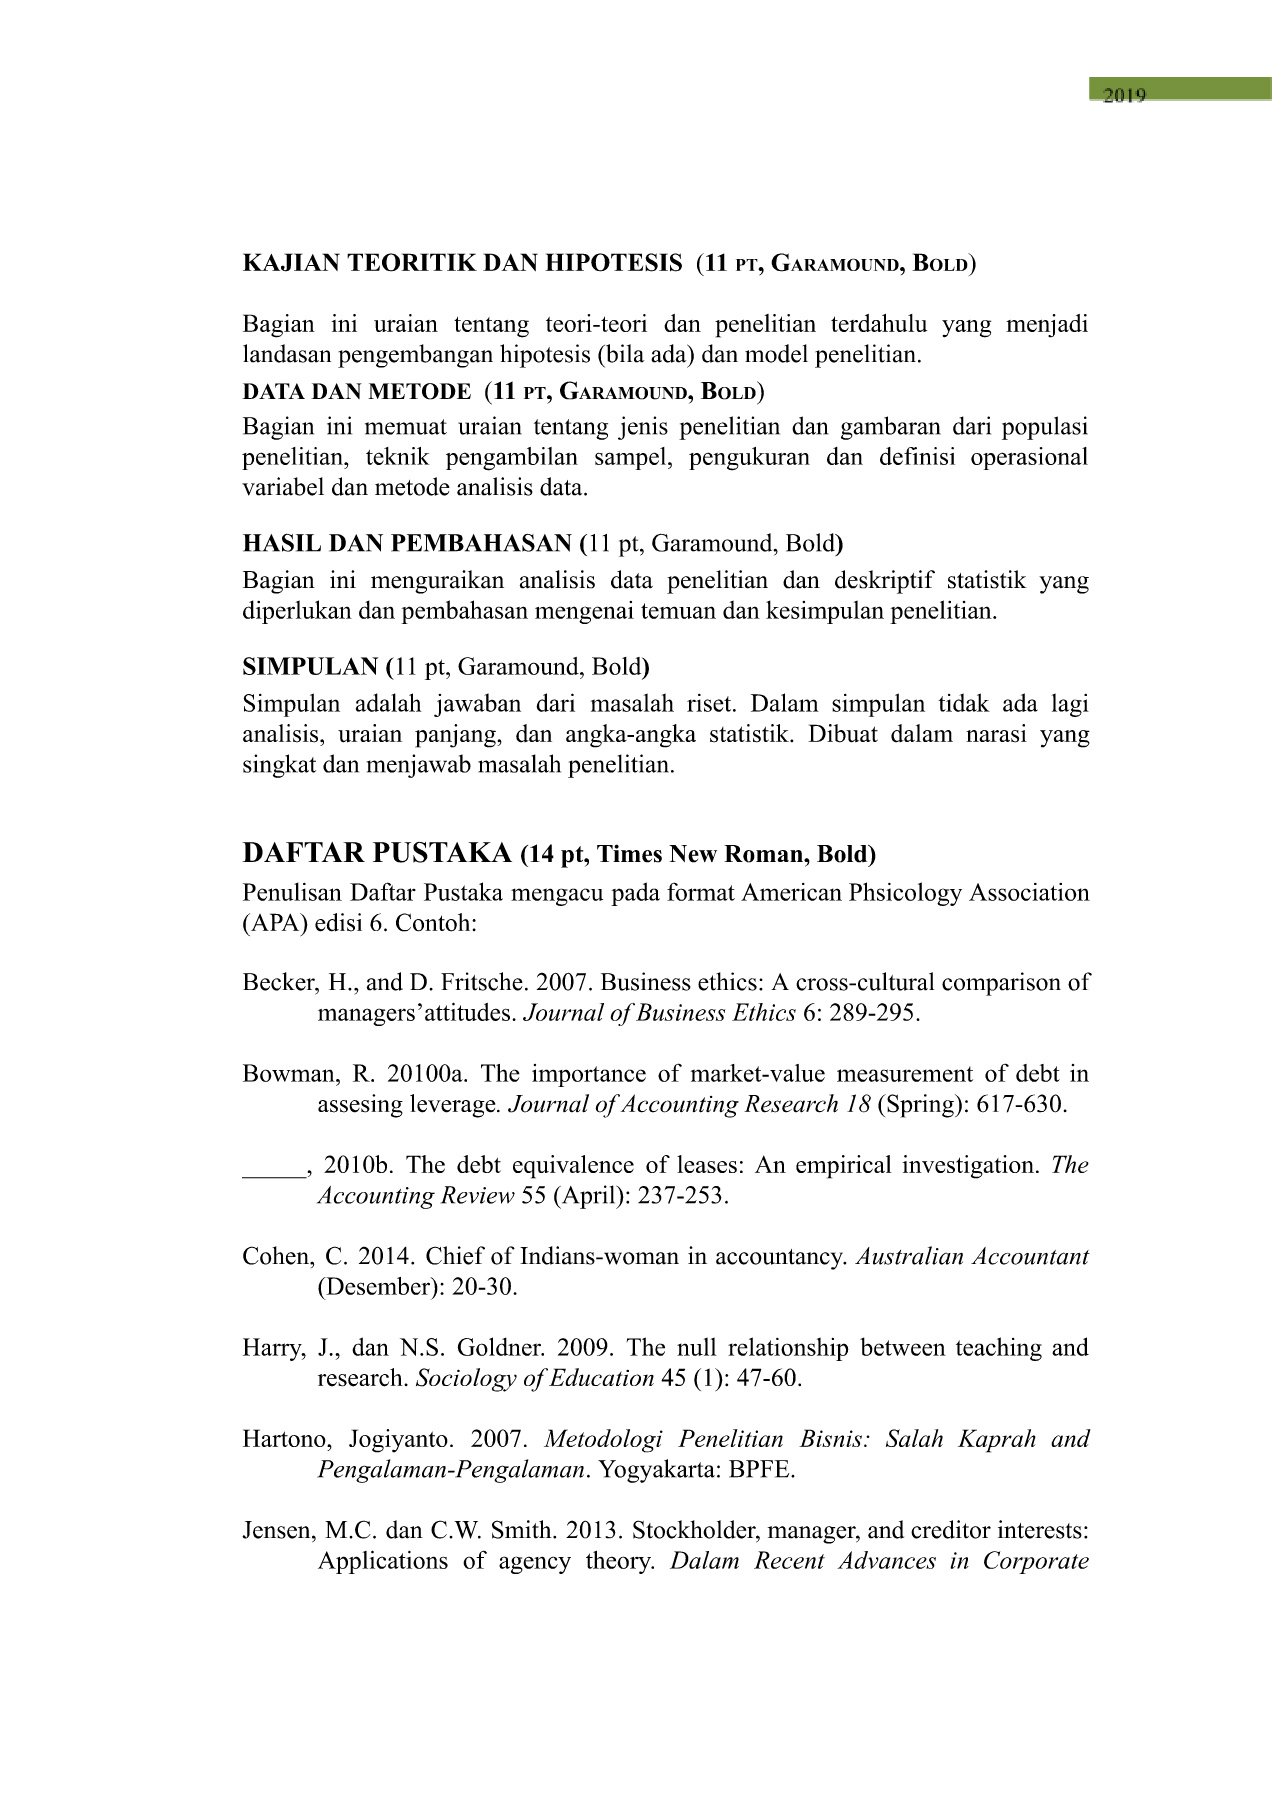 2019
KAJIAN TEORITIK DAN HIPOTESIS (11 PT, GARAMOUND, BOLD)
Bagian ini uraian tentang teori-teori dan penelitian terdahulu yang menjadi
landasan pengembangan hipotesis (bila ada) dan model penelitian.
DATA DAN METODE (11 PT, GARAMOUND, BOLD)
Bagian ini memuat uraian tentang jenis penelitian dan gambaran dari populasi
penelitian, teknik pengambilan sampel, pengukuran dan definisi operasional
variabel dan metode analisis data.
HASIL DAN PEMBAHASAN (11 pt, Garamound, Bold)
Bagian ini menguraikan analisis data penelitian dan deskriptif statistik yang
diperlukan dan pembahasan mengenai temuan dan kesimpulan penelitian.
SIMPULAN (11 pt, Garamound, Bold)
Simpulan adalah jawaban dari masalah riset. Dalam simpulan tidak ada lagi
analisis, uraian panjang, dan angka-angka statistik. Dibuat dalam narasi yang
singkat dan menjawab masalah penelitian.
DAFTAR PUSTAKA (14 pt, Times New Roman, Bold)
Penulisan Daftar Pustaka mengacu pada format American Phsicology Association
(APA) edisi 6. Contoh:
Becker, H., and D. Fritsche. 2007. Business ethics: A cross-cultural comparison of
managers’attitudes. Journal of Business Ethics 6: 289-295.
Bowman, R. 20100a. The importance of market-value measurement of debt in
assesing leverage. Journal of Accounting Research 18 (Spring): 617-630.
_____, 2010b. The debt equivalence of leases: An empirical investigation. The
Accounting Review 55 (April): 237-253.
Cohen, C. 2014. Chief of Indians-woman in accountancy. Australian Accountant
(Desember): 20-30.
Harry, J., dan N.S. Goldner. 2009. The null relationship between teaching and
research. Sociology of Education 45 (1): 47-60.
Hartono, Jogiyanto. 2007. Metodologi Penelitian Bisnis: Salah Kaprah and
Pengalaman-Pengalaman. Yogyakarta: BPFE.
Jensen, M.C. dan C.W. Smith. 2013. Stockholder, manager, and creditor interests:
Applications of agency theory. Dalam Recent Advances in Corporate